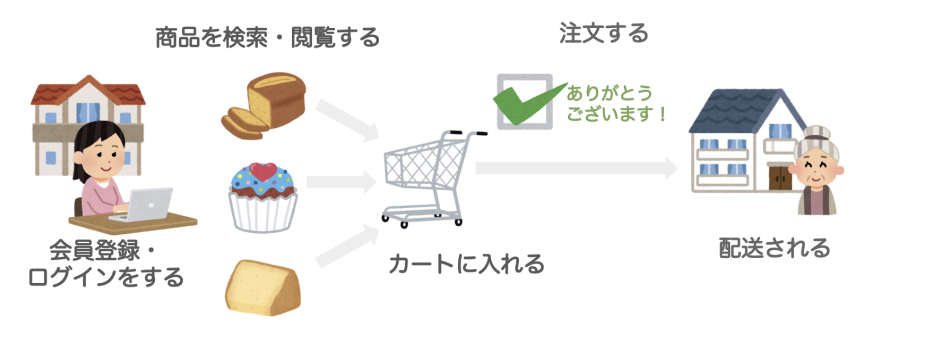 商品を検索・閲覧する
注文する
ありがとう
ございます！
会員登録・
ログインをする
カートに入れる
配送される